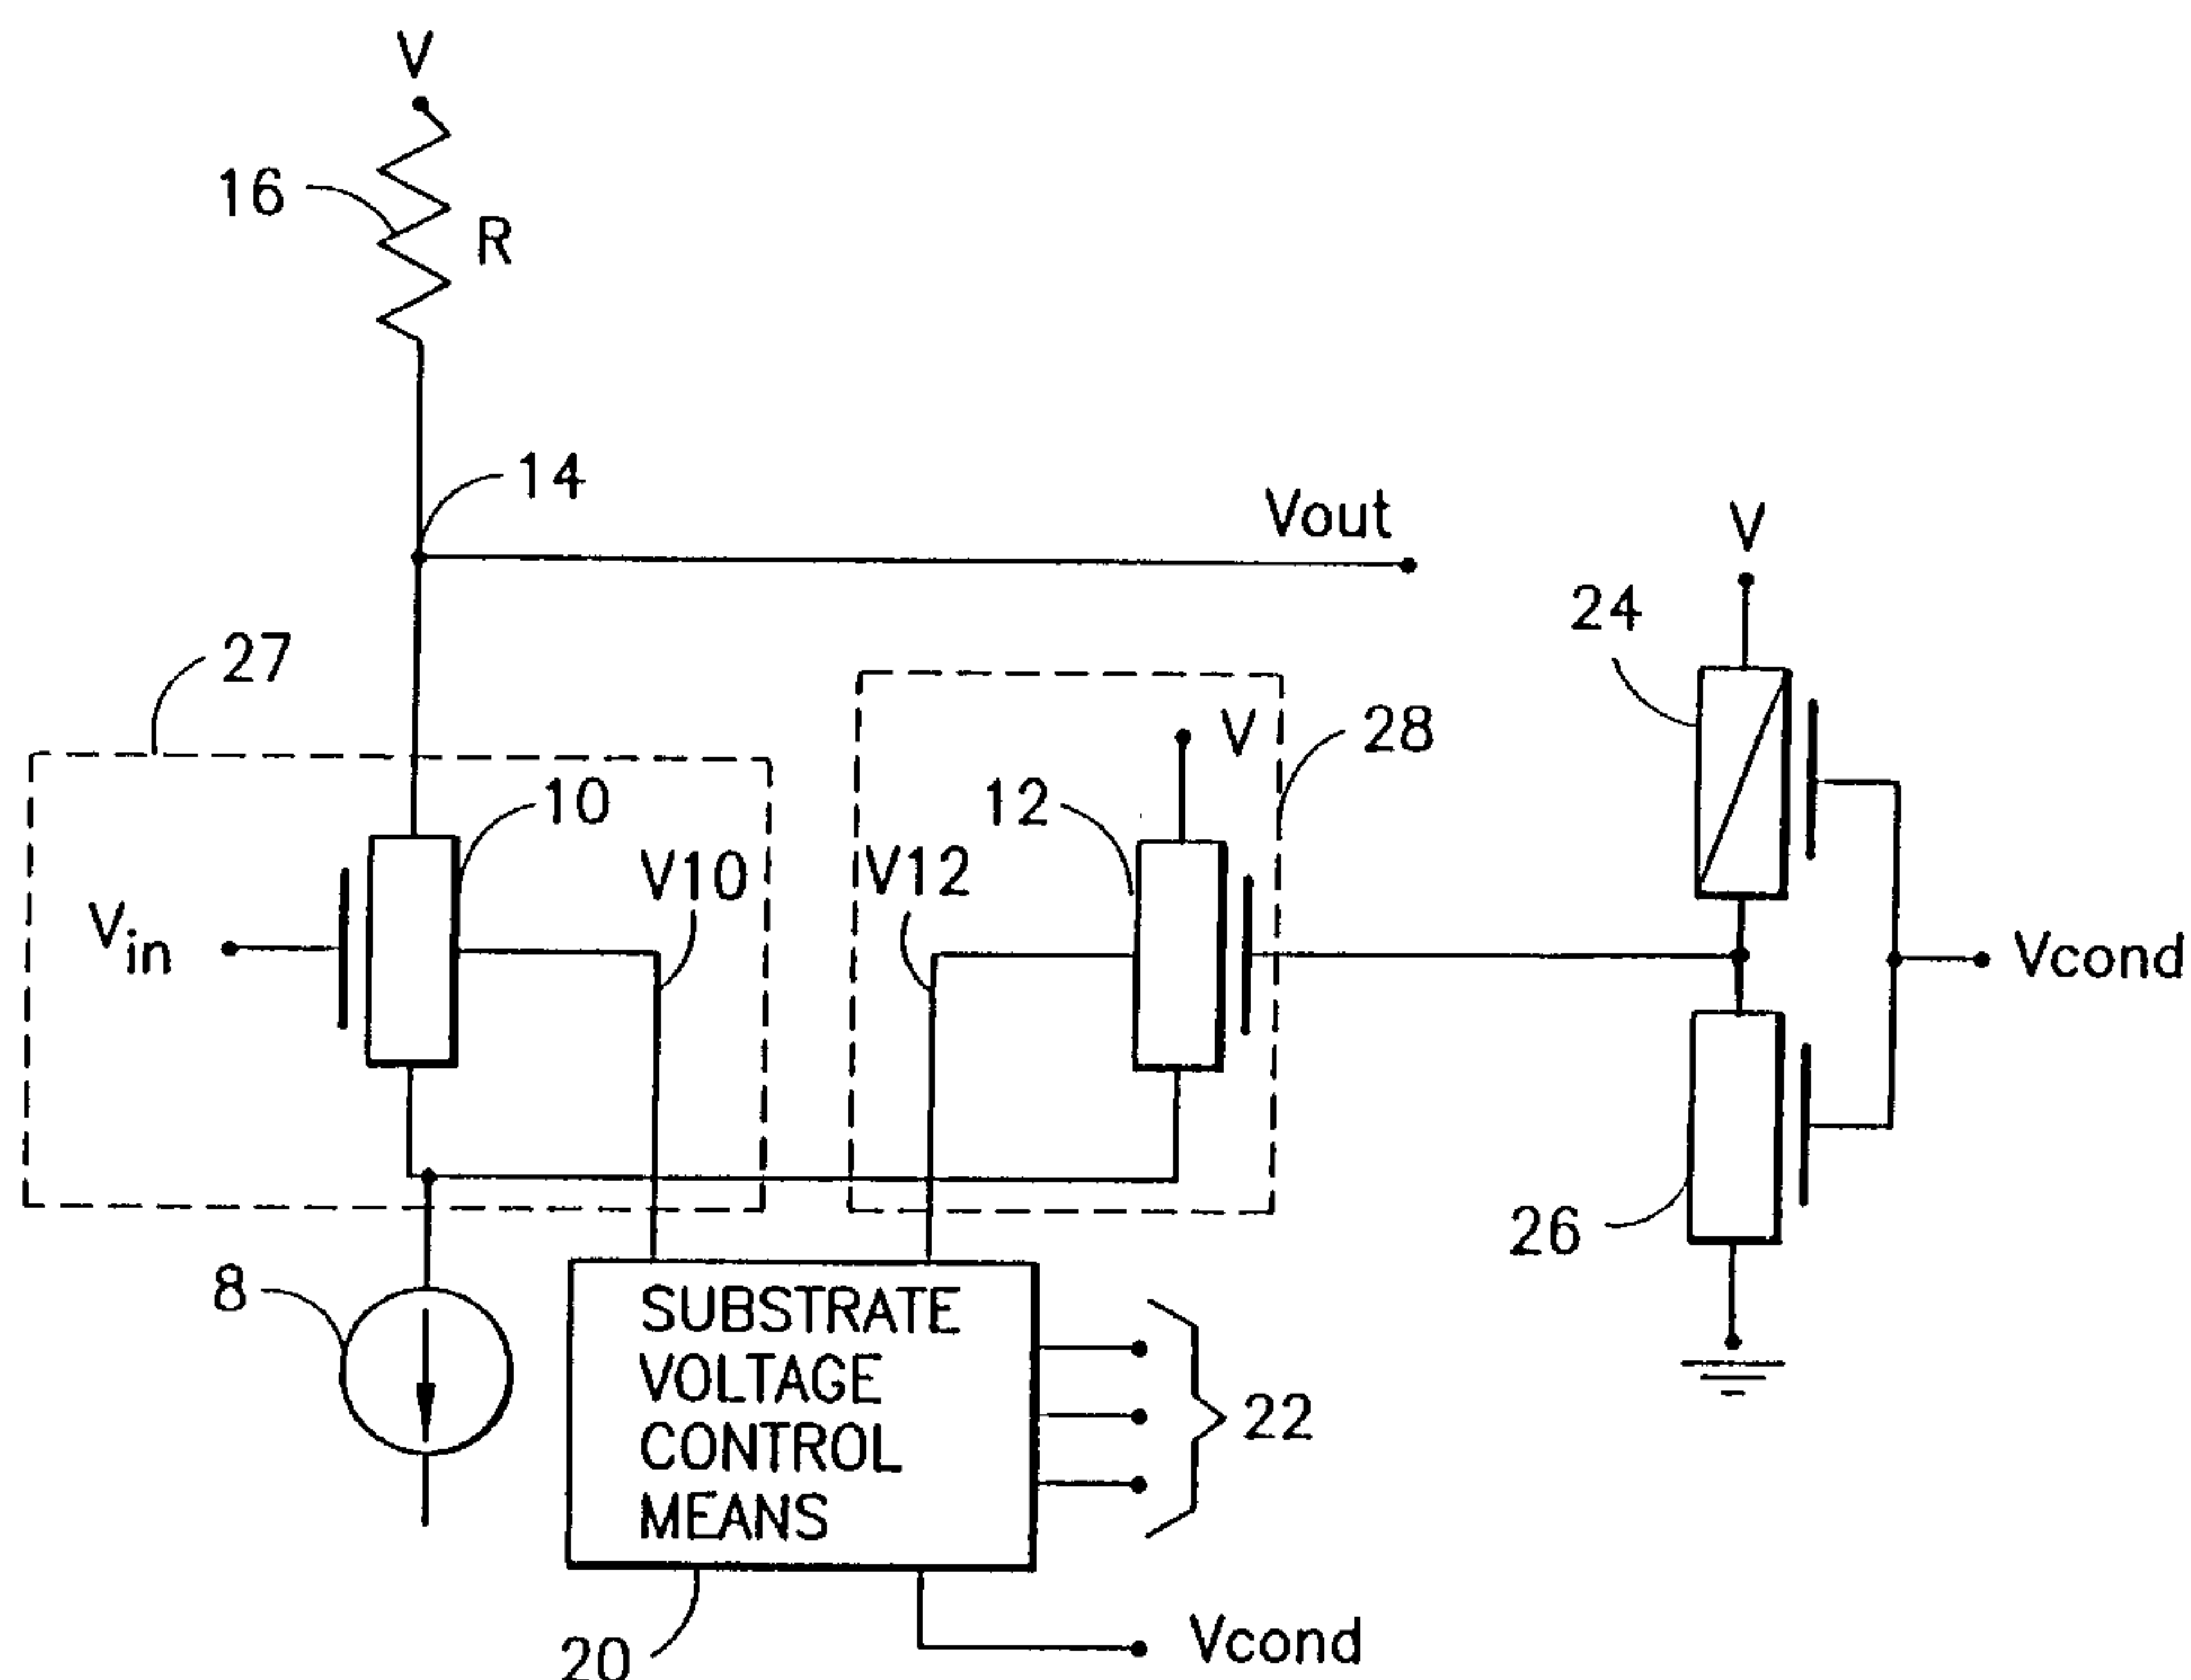 V
16
R
14
Vout
V
24
27
V
28
10
12
V10
V12
Vin
Vcond
26
8
SUBSTRATE
VOLTAGE
CONTROL
MEANS
22
20
Vcond